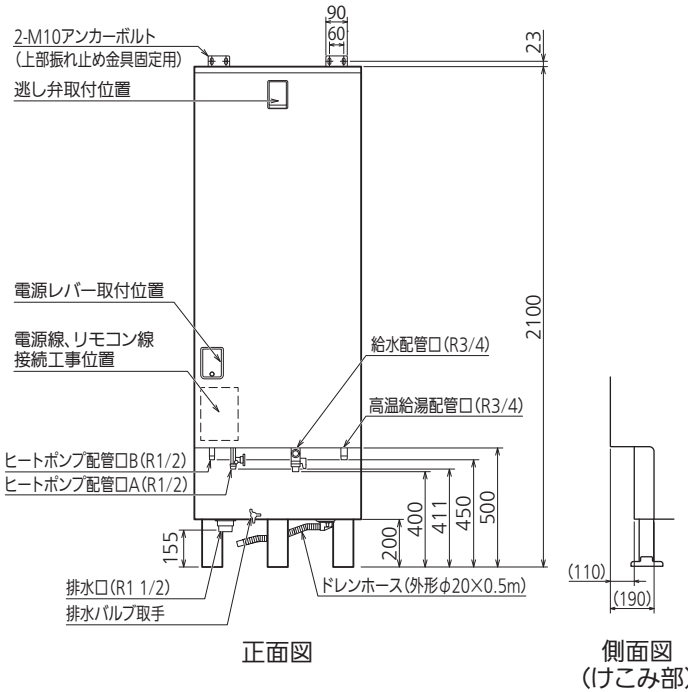 90
60
23
2-M10アンカーボルト
(上部振れ止め金具固定用)
逃し弁取付位置
2100
電源レバー取付位置
電源線、リモコン線
接続工事位置
給水配管口(R3/4)
高温給湯配管口(R3/4)
ヒートポンプ配管口B(R1/2)
ヒートポンプ配管口A(R1/2)
155
200
400
411
450
500
(110)
(190)
排水口(R1 1/2)
排水バルブ取手
ドレンホース(外形φ20×0.5m)
正面図
側面図
(けこみ部)